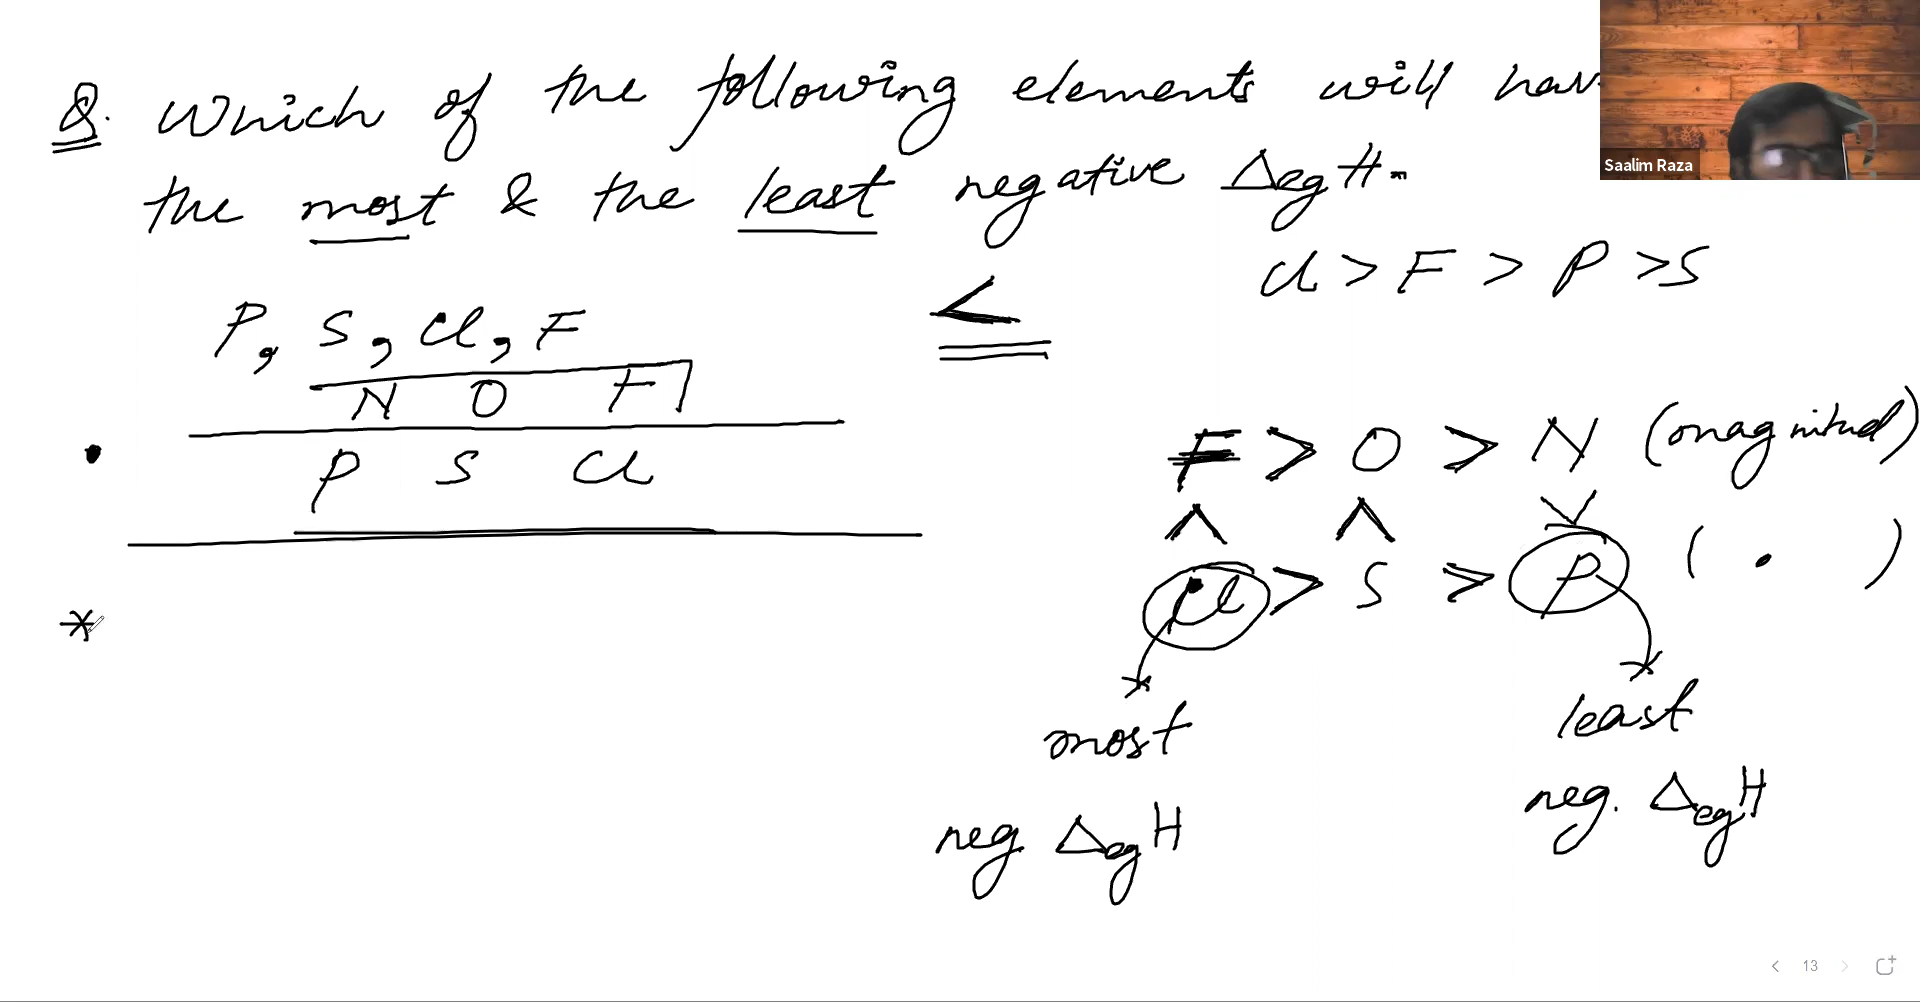 Q. Which of the following elements will hav
the most & the least negative ΔegH-
Saalim Raza
Cl > F > P > S
P, S, Cl, F
<
N O F
P S Cl
F > O > N (magnitud)
∧ ∧ ∨
Cl > S > P ( . )
*
most
least
neg ΔegH
neg. ΔegH
13